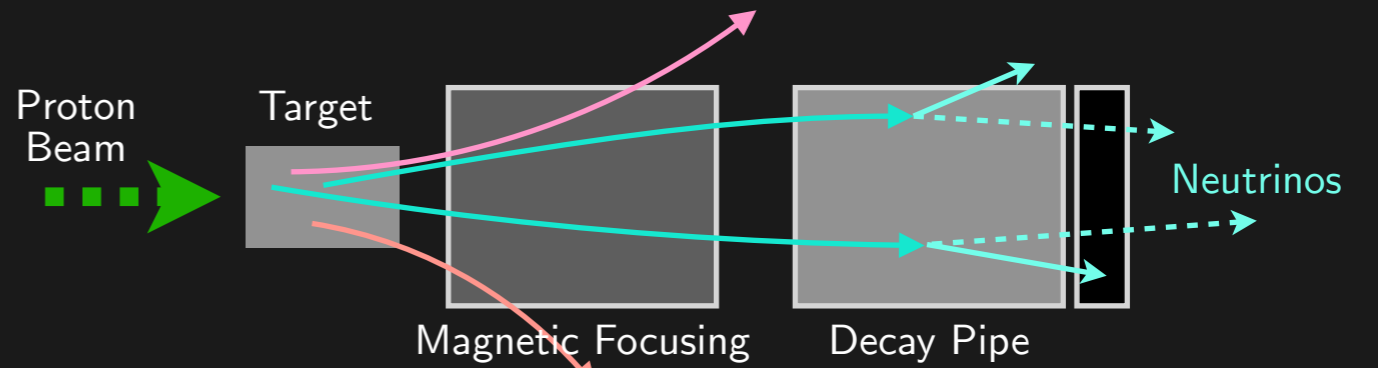 Proton
Beam
Target
Neutrinos
Magnetic Focusing
Decay Pipe